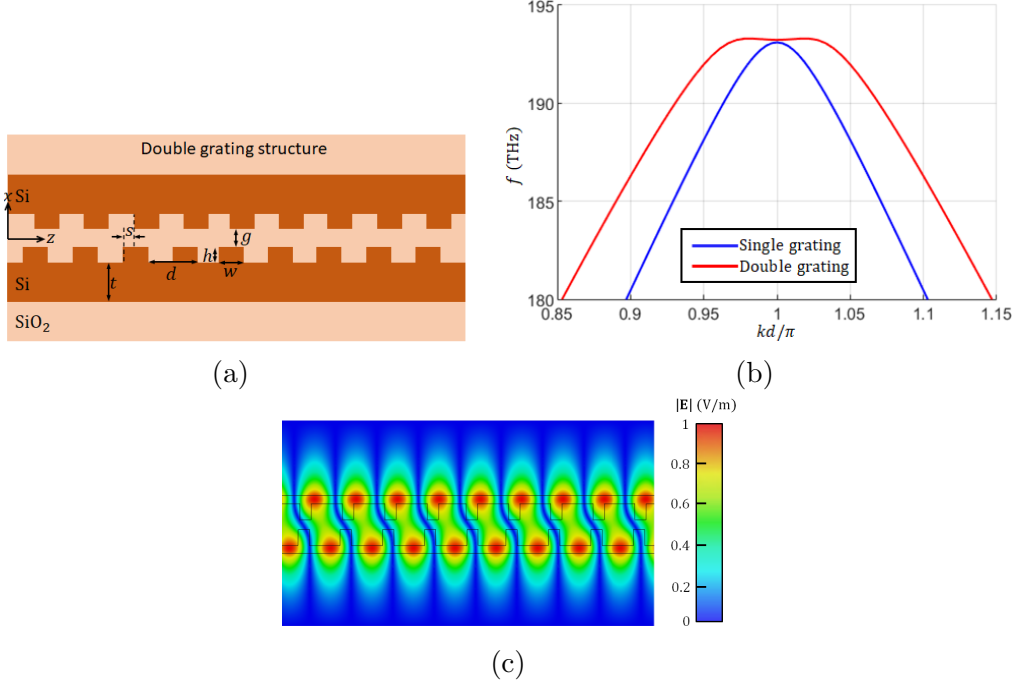 Double grating structure
Si
x
z
s
g
h
d
w
t
Si
SiO₂
(a)
195
190
185
180
f (THz)
Single grating
Double grating
0.85 0.9 0.95 1 1.05 1.1 1.15
kd/π
(b)
|E| (V/m)
1
0.8
0.6
0.4
0.2
0
(c)